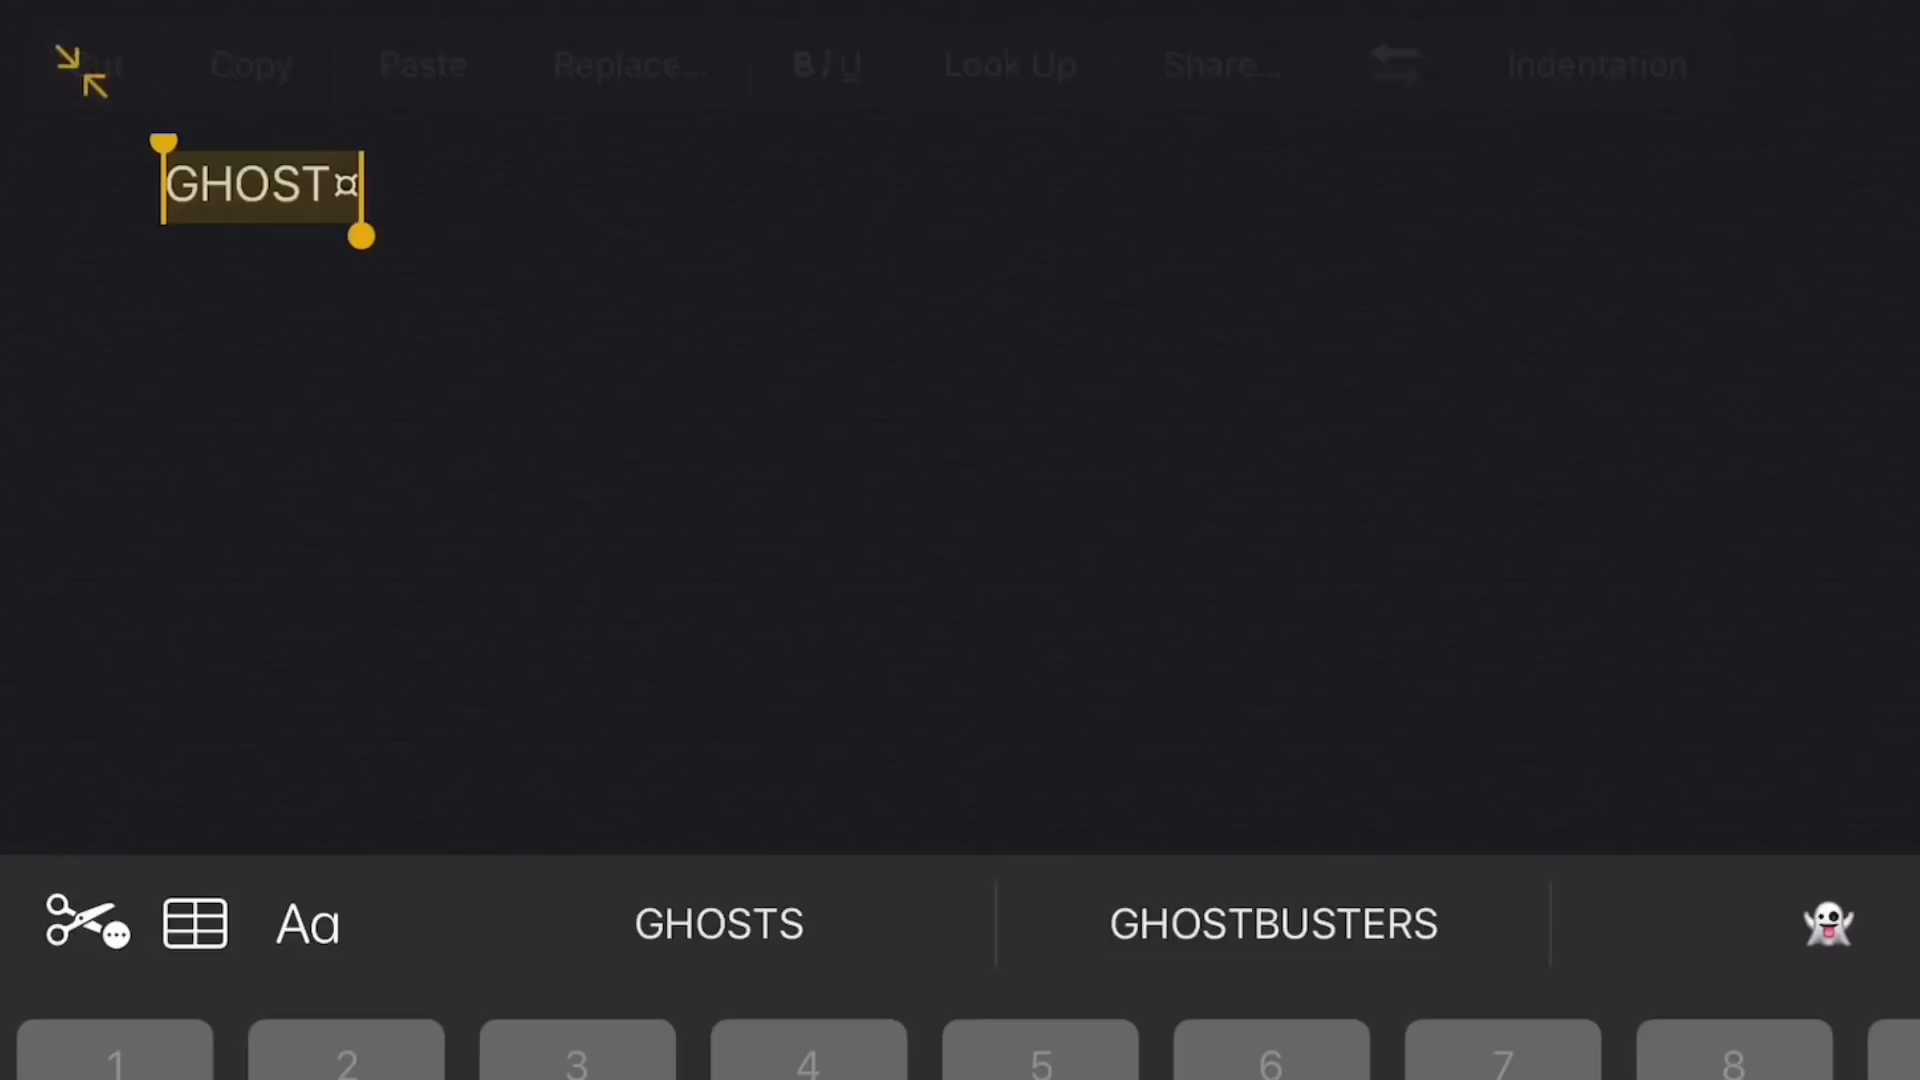 Cut Copy Paste Replace... B I U Look Up Share... Indentation
GHOST¤
Aa GHOSTS GHOSTBUSTERS 👻
1 2 3 4 5 6 7 8